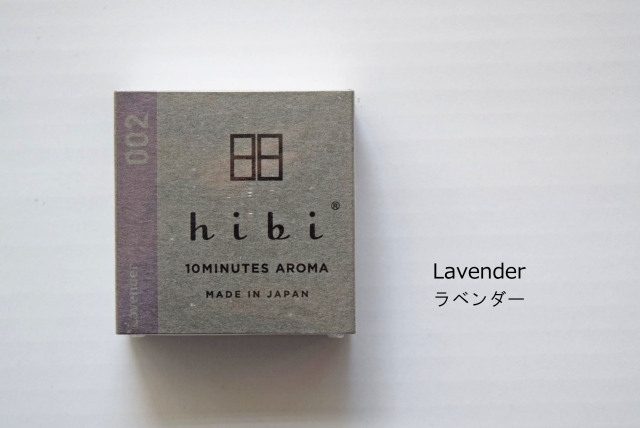 002
Lavender
hibi®
10MINUTES AROMA
MADE IN JAPAN
Lavender
ラベンダー